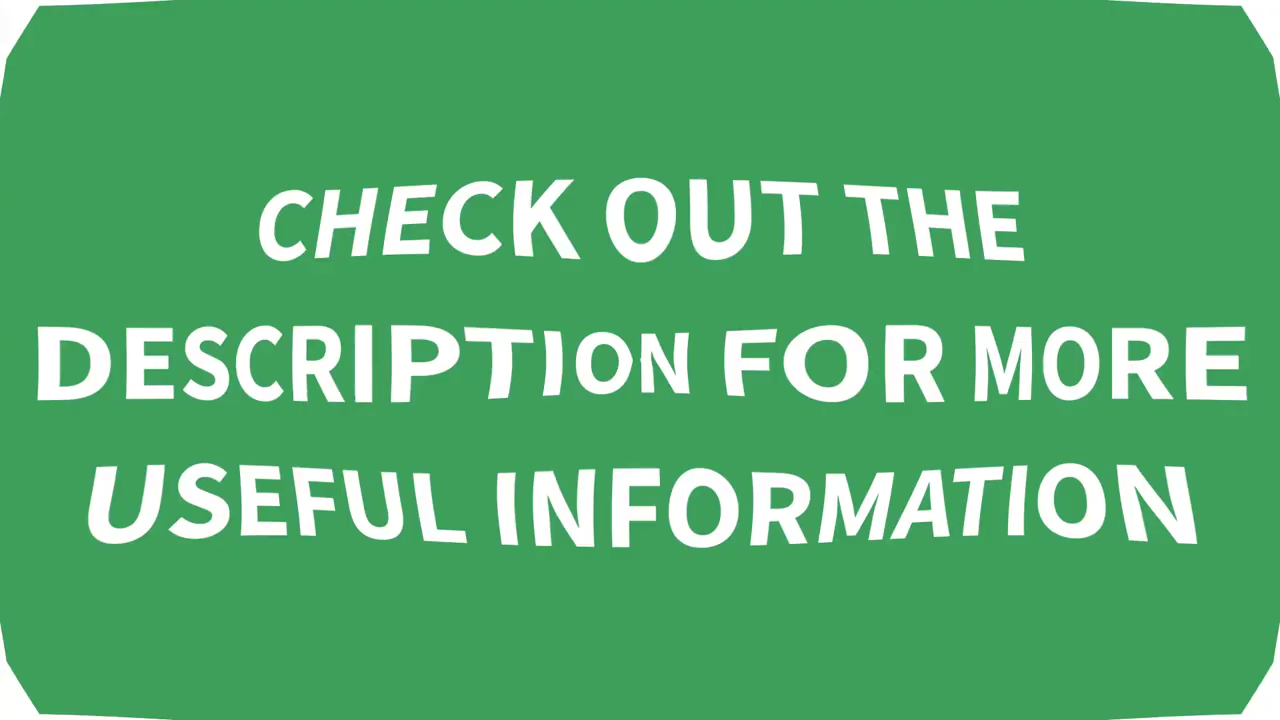 CHECK OUT THE
DESCRIPTION FOR MORE
USEFUL INFORMATION